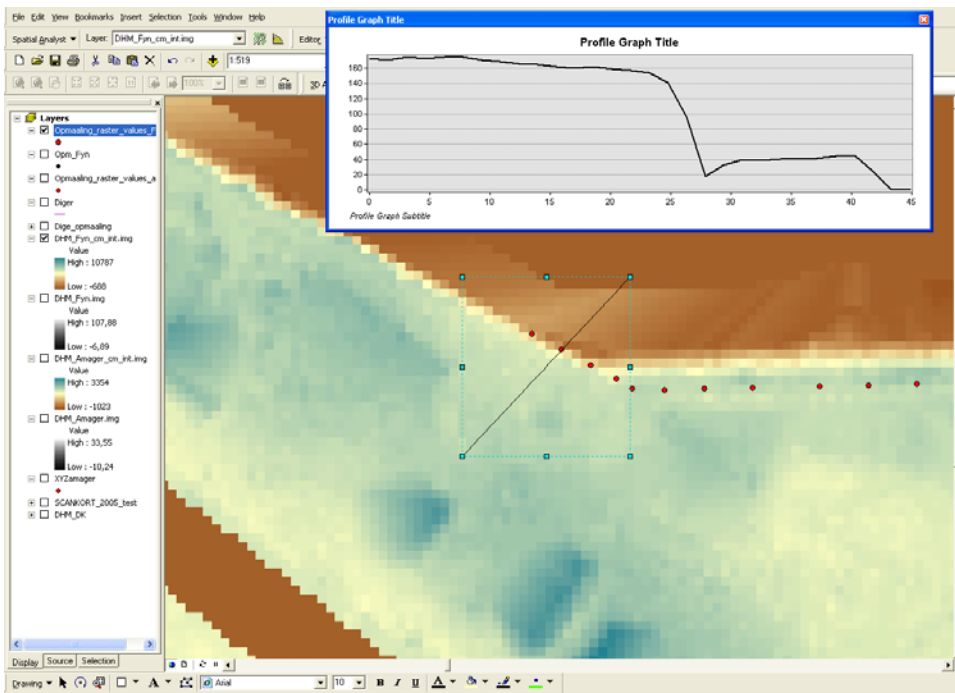 File Edit View Bookmarks Insert Selection Tools Window Help
Spatial Analyst Layer: DHM_Fyn_cm_int.img Editor
1:519
100% 3D A
Profile Graph Title
Profile Graph Title
160
140
120
100
80
60
40
20
0
0 5 10 15 20 25 30 35 40 45
Profile Graph Subtitle
Layers
Opmaaling_raster_values_F
Opm_Fyn
Opmaaling_raster_values_a
Diger
Dige_opmaaling
DHM_Fyn_cm_int.img
Value
High : 10787
Low : -688
DHM_Fyn.img
Value
High : 107,88
Low : -6,89
DHM_Amager_cm_int.img
Value
High : 3354
Low : -1023
DHM_Amager.img
Value
High : 33,55
Low : -10,24
XYZamager
SCANKORT_2005_test
DHM_DK
Display Source Selection
Drawing A Arial 10 B I U A